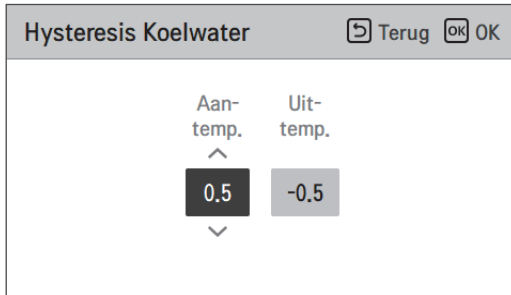 Hysteresis Koelwater
Terug OK OK
Aan-
temp.
Uit-
temp.
0.5
-0.5